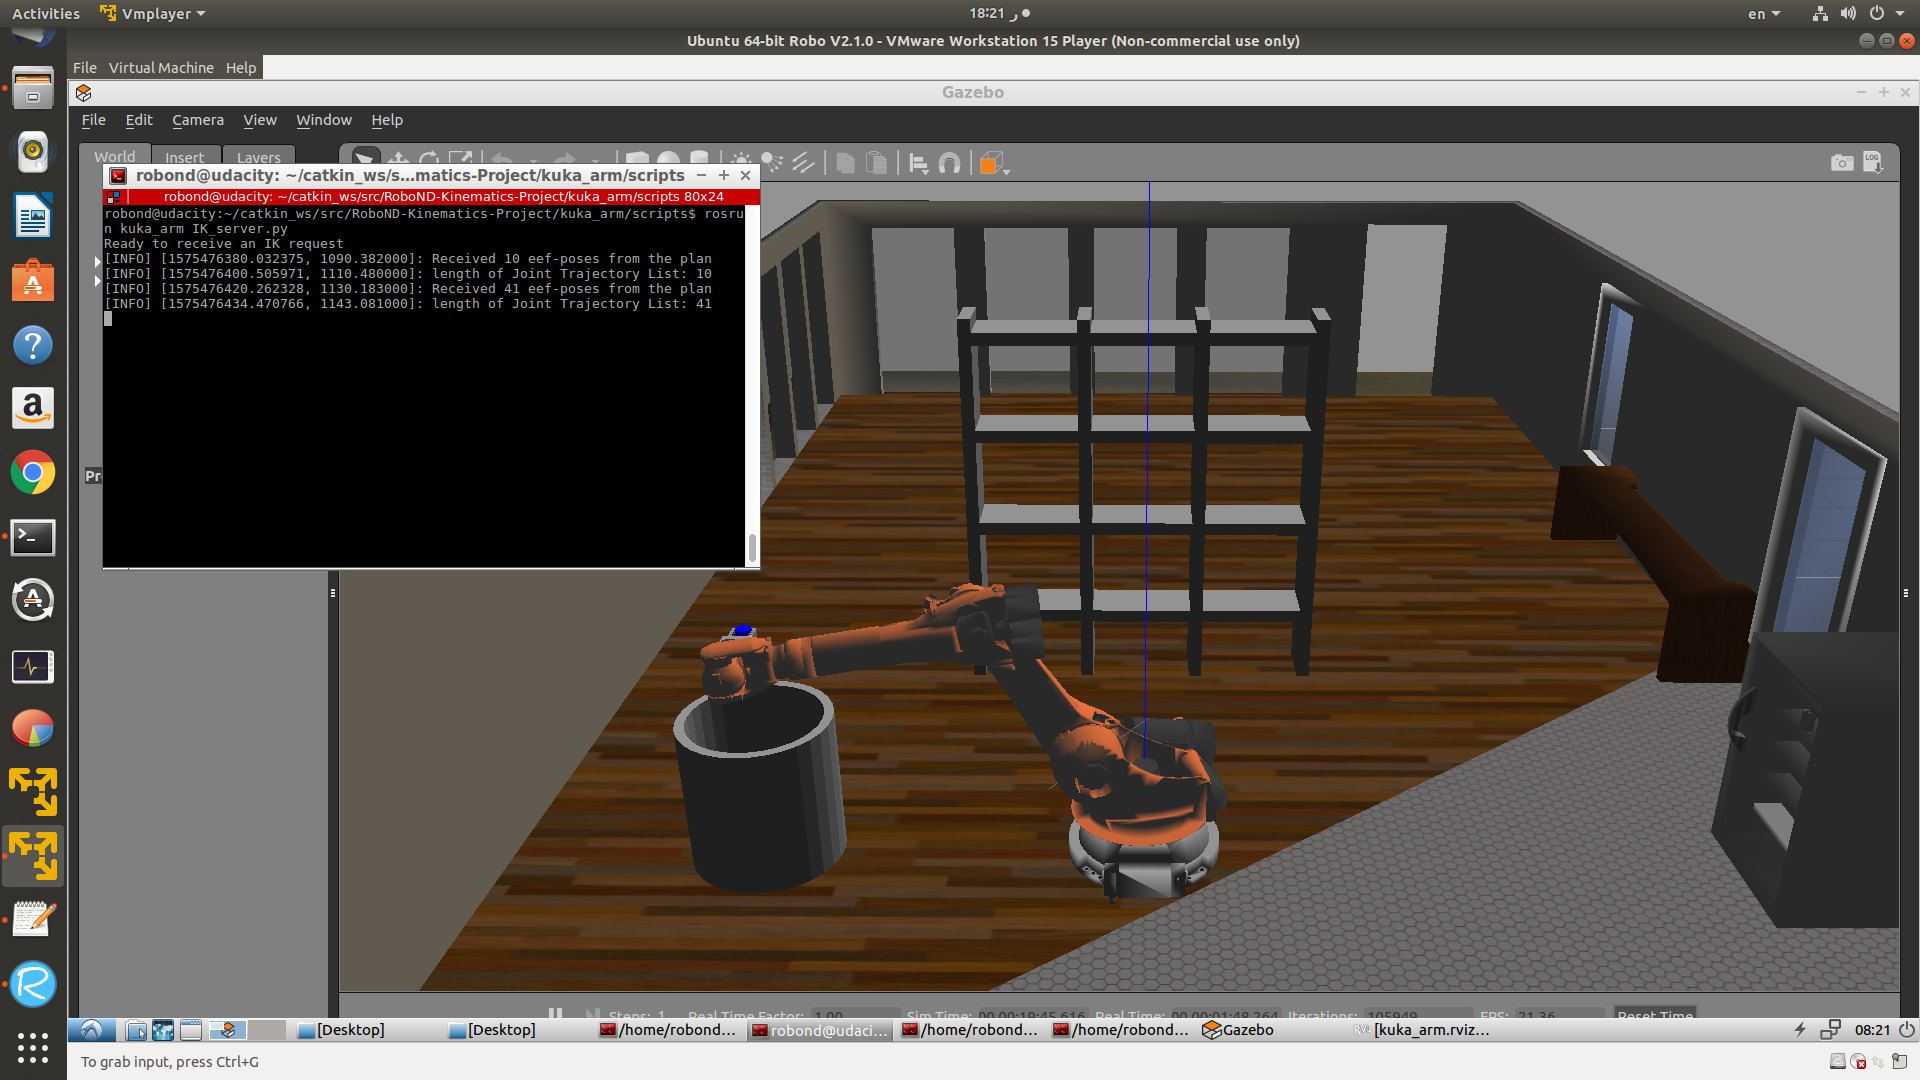 Activities
Vmplayer
18:21 ر
en
Ubuntu 64-bit Robo V2.1.0 - VMware Workstation 15 Player (Non-commercial use only)
File Virtual Machine Help
Gazebo
File Edit Camera View Window Help
World Insert Layers
LOG
robond@udacity: ~/catkin_ws/s...matics-Project/kuka_arm/scripts
robond@udacity: ~/catkin_ws/src/RoboND-Kinematics-Project/kuka_arm/scripts 80x24
robond@udacity:~/catkin_ws/src/RoboND-Kinematics-Project/kuka_arm/scripts$ rosru
n kuka_arm IK_server.py
Ready to receive an IK request
[INFO] [1575476380.032375, 1090.382000]: Received 10 eef-poses from the plan
[INFO] [1575476400.505971, 1110.480000]: length of Joint Trajectory List: 10
[INFO] [1575476420.262328, 1130.183000]: Received 41 eef-poses from the plan
[INFO] [1575476434.470766, 1143.081000]: length of Joint Trajectory List: 41
Pr
Steps: 1 Real Time Factor: 1.00 Sim Time: 00:00:19:45.616 Real Time: 00:00:01:48.264 Iterations: 105949 FPS: 21.36 Reset Time
[Desktop] [Desktop] /home/robond... robond@udaci... /home/robond... /home/robond... Gazebo [kuka_arm.rviz... 08:21
To grab input, press Ctrl+G